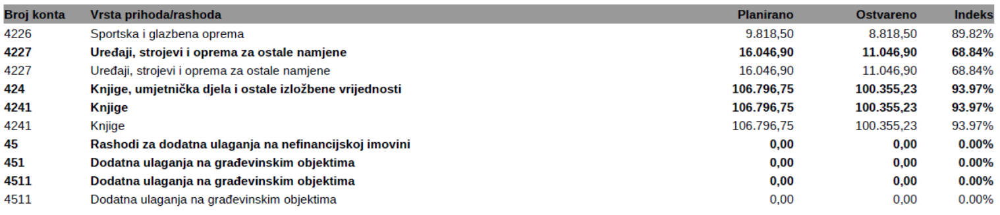 Broj konta Vrsta prihoda/rashoda Planirano Ostvareno Indeks
4226 Sportska i glazbena oprema 9.818,50 8.818,50 89.82%
4227 Uređaji, strojevi i oprema za ostale namjene 16.046,90 11.046,90 68.84%
4227 Uređaji, strojevi i oprema za ostale namjene 16.046,90 11.046,90 68.84%
424 Knjige, umjetnička djela i ostale izložbene vrijednosti 106.796,75 100.355,23 93.97%
4241 Knjige 106.796,75 100.355,23 93.97%
4241 Knjige 106.796,75 100.355,23 93.97%
45 Rashodi za dodatna ulaganja na nefinancijskoj imovini 0,00 0,00 0.00%
451 Dodatna ulaganja na građevinskim objektima 0,00 0,00 0.00%
4511 Dodatna ulaganja na građevinskim objektima 0,00 0,00 0.00%
4511 Dodatna ulaganja na građevinskim objektima 0,00 0,00 0.00%